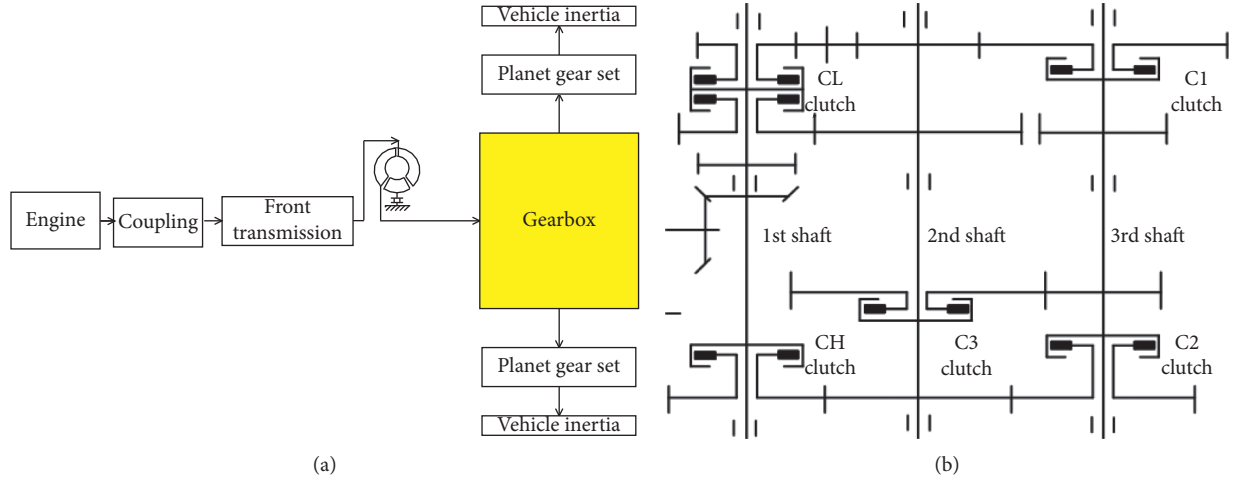 Vehicle inertia
Planet gear set
Engine
Coupling
Front
transmission
Gearbox
Planet gear set
Vehicle inertia
(a)
CL
clutch
C1
clutch
1st shaft
2nd shaft
3rd shaft
CH
clutch
C3
clutch
C2
clutch
(b)